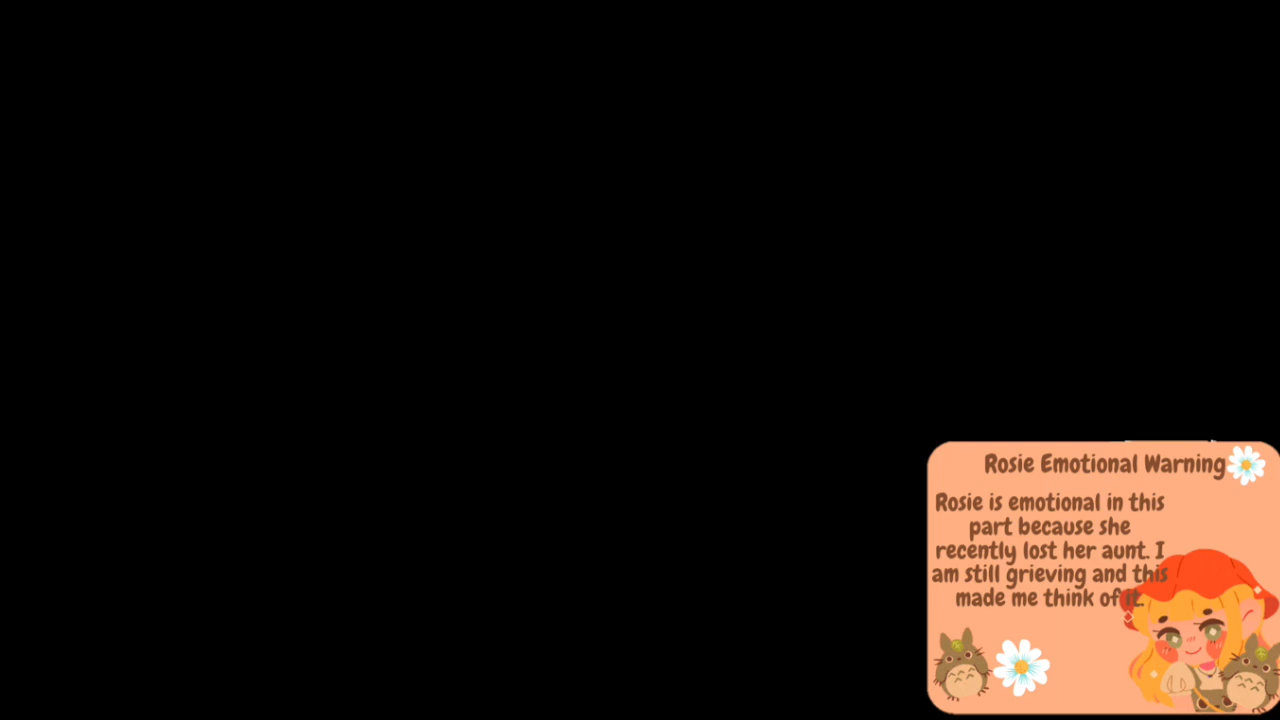 Rosie Emotional Warning
Rosie is emotional in this
part because she
recently lost her aunt. I
am still grieving and this
made me think of it.